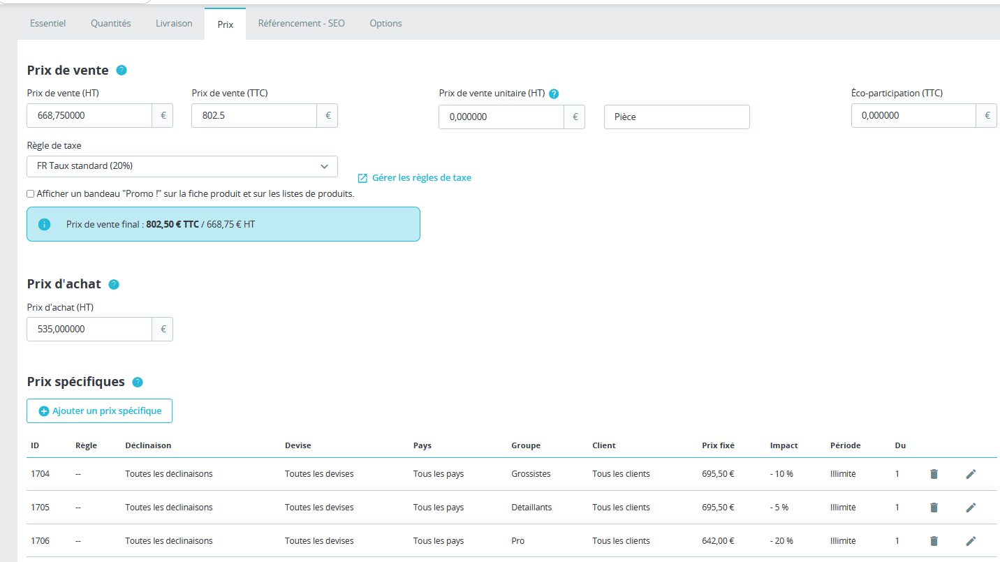 Essentiel Quantités Livraison Prix Référencement - SEO Options
Prix de vente ?
Prix de vente (HT) Prix de vente (TTC) Prix de vente unitaire (HT) ? Éco-participation (TTC)
668,750000 € 802.5 € 0,000000 € Pièce 0,000000 €
Règle de taxe
FR Taux standard (20%)
Gérer les règles de taxe
Afficher un bandeau "Promo !" sur la fiche produit et sur les listes de produits.
i Prix de vente final : 802,50 € TTC / 668,75 € HT
Prix d'achat ?
Prix d'achat (HT)
535,000000 €
Prix spécifiques ?
+ Ajouter un prix spécifique
ID Règle Déclinaison Devise Pays Groupe Client Prix fixé Impact Période Du
1704 -- Toutes les déclinaisons Toutes les devises Tous les pays Grossistes Tous les clients 695,50 € - 10 % Illimité 1
1705 -- Toutes les déclinaisons Toutes les devises Tous les pays Détaillants Tous les clients 695,50 € - 5 % Illimité 1
1706 -- Toutes les déclinaisons Toutes les devises Tous les pays Pro Tous les clients 642,00 € - 20 % Illimité 1